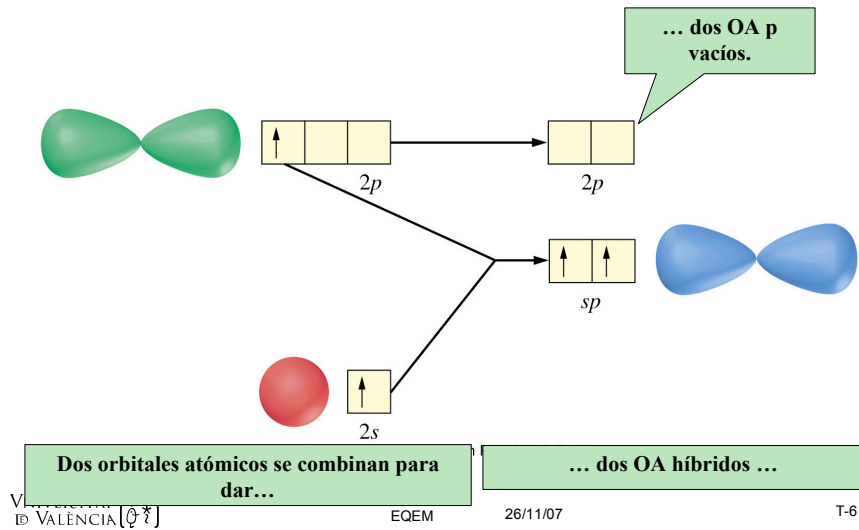 … dos OA p
vacíos.
2p
2p
sp
2s
Dos orbitales atómicos se combinan para
dar…
… dos OA híbridos …
DE VALÈNCIA
EQEM
26/11/07
T-6